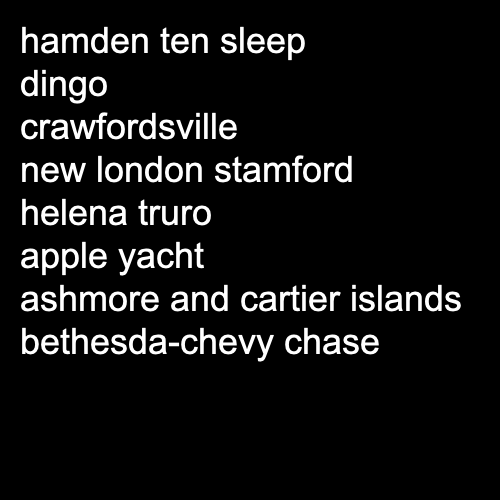 hamden ten sleep
dingo
crawfordsville
new london stamford
helena truro
apple yacht
ashmore and cartier islands
bethesda-chevy chase